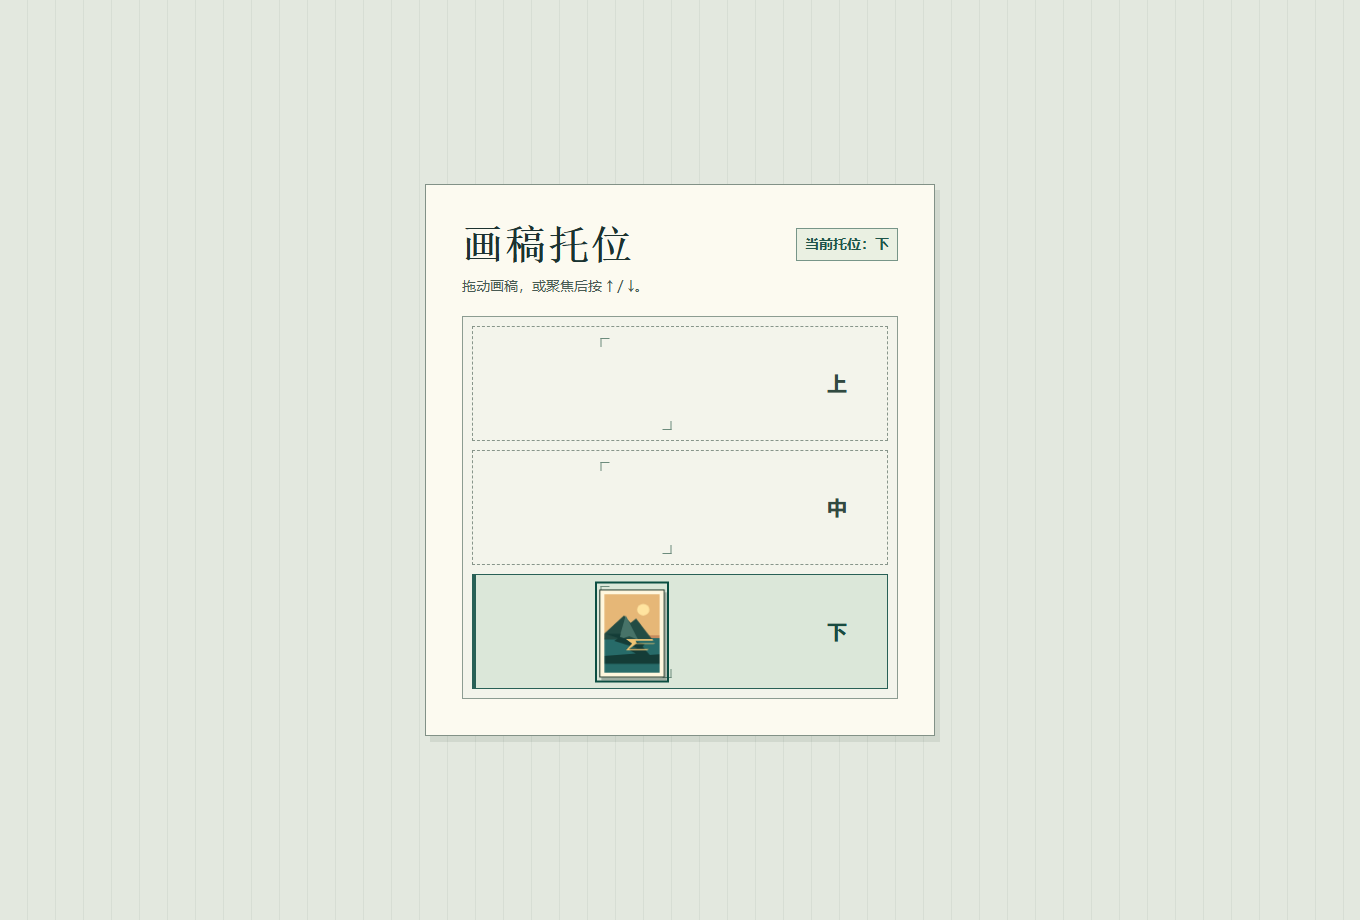 画稿托位
当前托位：下
拖动画稿，或聚焦后按 ↑ / ↓。
上
中
下